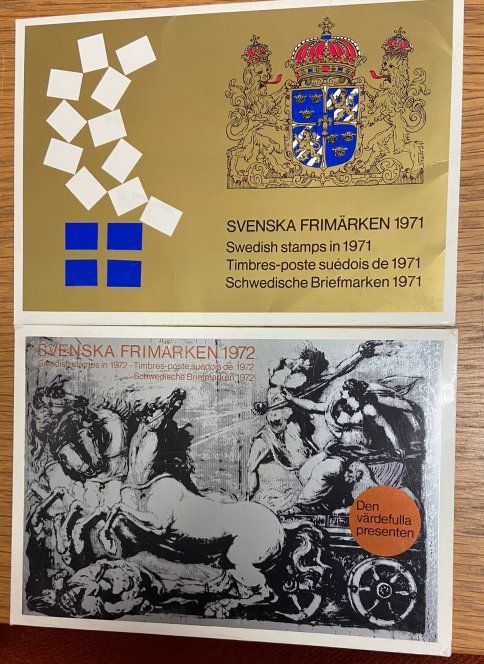 SVENSKA FRIMÄRKEN 1971
Swedish stamps in 1971
Timbres-poste suédois de 1971
Schwedische Briefmarken 1971
SVENSKA FRIMÄRKEN 1972
Swedish stamps in 1972 · Timbres-poste suédois de 1972
Schwedische Briefmarken 1972
Den
värdefulla
presenten